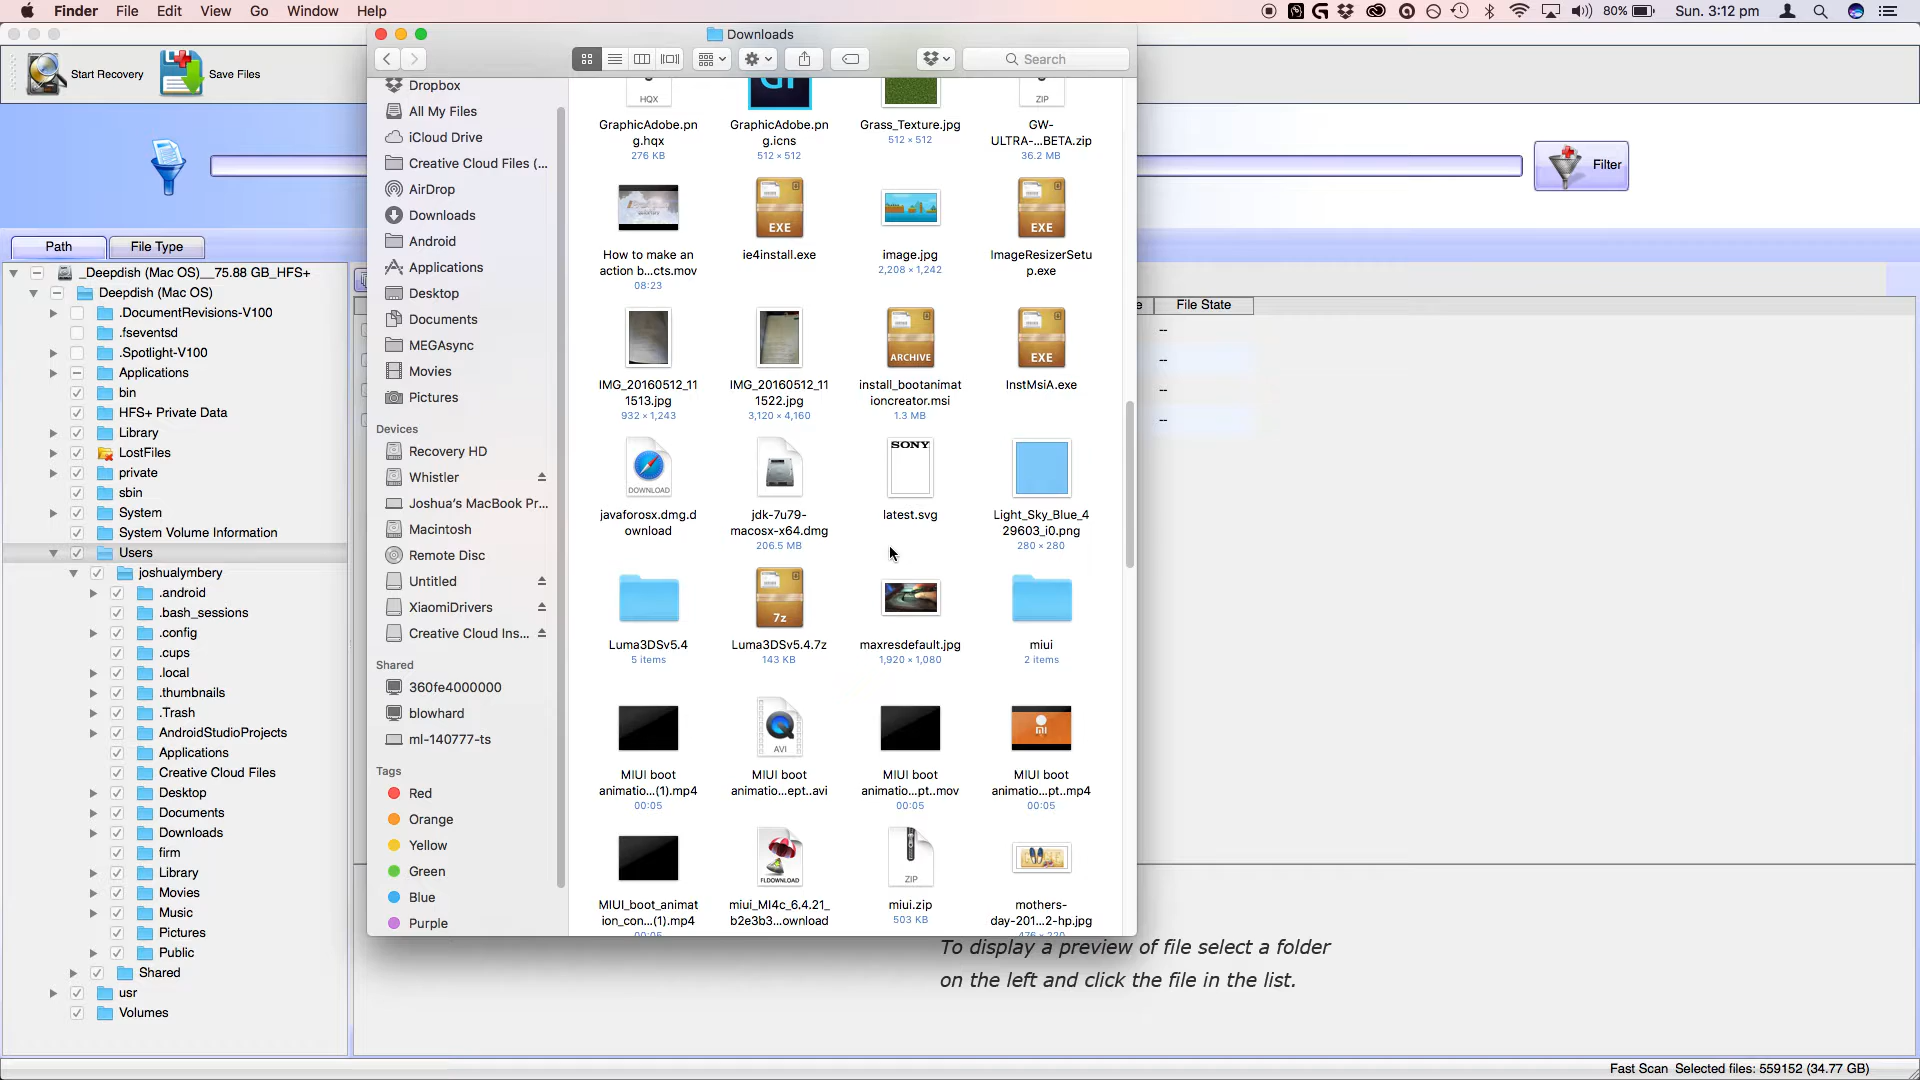 Finder File Edit View Go Window Help
80% Sun. 3:12 pm
Downloads
Search
Start Recovery
Save Files
Filter
Path
File Type
_Deepdish (Mac OS)__75.88 GB_HFS+
Deepdish (Mac OS)
.DocumentRevisions-V100
.fseventsd
.Spotlight-V100
Applications
bin
HFS+ Private Data
Library
LostFiles
private
sbin
System
System Volume Information
Users
joshualymbery
.android
.bash_sessions
.config
.cups
.local
.thumbnails
.Trash
AndroidStudioProjects
Applications
Creative Cloud Files
Desktop
Documents
Downloads
firm
Library
Movies
Music
Pictures
Public
Shared
usr
Volumes
Dropbox
All My Files
iCloud Drive
Creative Cloud Files (...
AirDrop
Downloads
Android
Applications
Desktop
Documents
MEGAsync
Movies
Pictures
Devices
Recovery HD
Whistler
Joshua's MacBook Pr...
Macintosh
Remote Disc
Untitled
XiaomiDrivers
Creative Cloud Ins...
Shared
360fe4000000
blowhard
ml-140777-ts
Tags
Red
Orange
Yellow
Green
Blue
Purple
HQX
ZIP
GraphicAdobe.pn
g.hqx
276 KB
GraphicAdobe.pn
g.icns
512 × 512
Grass_Texture.jpg
512 × 512
GW-
ULTRA-...BETA.zip
36.2 MB
How to make an
action b...cts.mov
08:23
EXE
ie4install.exe
image.jpg
2,208 × 1,242
EXE
ImageResizerSetu
p.exe
IMG_20160512_11
1513.jpg
932 × 1,243
IMG_20160512_11
1522.jpg
3,120 × 4,160
ARCHIVE
install_bootanimat
ioncreator.msi
1.3 MB
EXE
InstMsiA.exe
DOWNLOAD
javaforosx.dmg.d
ownload
jdk-7u79-
macosx-x64.dmg
206.5 MB
SONY
latest.svg
Light_Sky_Blue_4
29603_i0.png
280 × 280
Luma3DSv5.4
5 items
7z
Luma3DSv5.4.7z
143 KB
maxresdefault.jpg
1,920 × 1,080
miui
2 items
MIUI boot
animatio...(1).mp4
00:05
AVI
MIUI boot
animatio...ept..avi
MIUI boot
animatio...pt..mov
00:05
MIUI boot
animatio...pt..mp4
00:05
MIUI_boot_animat
ion_con...(1).mp4
00:05
FLDOWNLOAD
miui_MI4c_6.4.21_
b2e3b3...ownload
ZIP
miui.zip
503 KB
mothers-
day-201...2-hp.jpg
476 × 220
File State
--
--
--
--
To display a preview of file select a folder
on the left and click the file in the list.
Fast Scan Selected files: 559152 (34.77 GB)